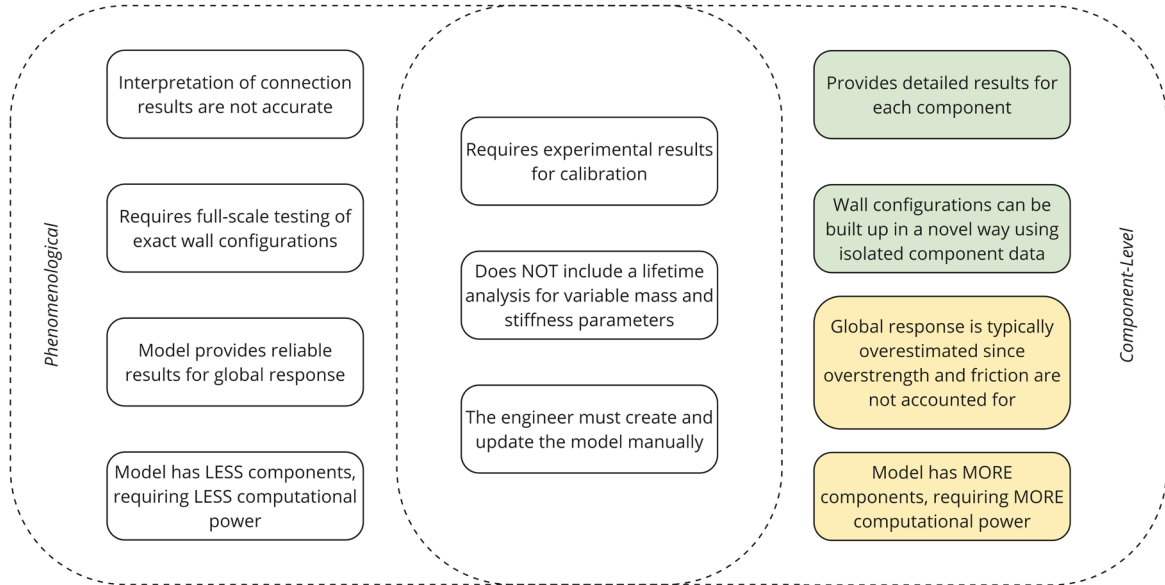 Phenomenological
Interpretation of connection
results are not accurate
Requires full-scale testing of
exact wall configurations
Model provides reliable
results for global response
Model has LESS components,
requiring LESS computational
power
Requires experimental results
for calibration
Does NOT include a lifetime
analysis for variable mass and
stiffness parameters
The engineer must create and
update the model manually
Provides detailed results for
each component
Wall configurations can be
built up in a novel way using
isolated component data
Global response is typically
overestimated since
overstrength and friction are
not accounted for
Model has MORE
components, requiring MORE
computational power
Component-Level